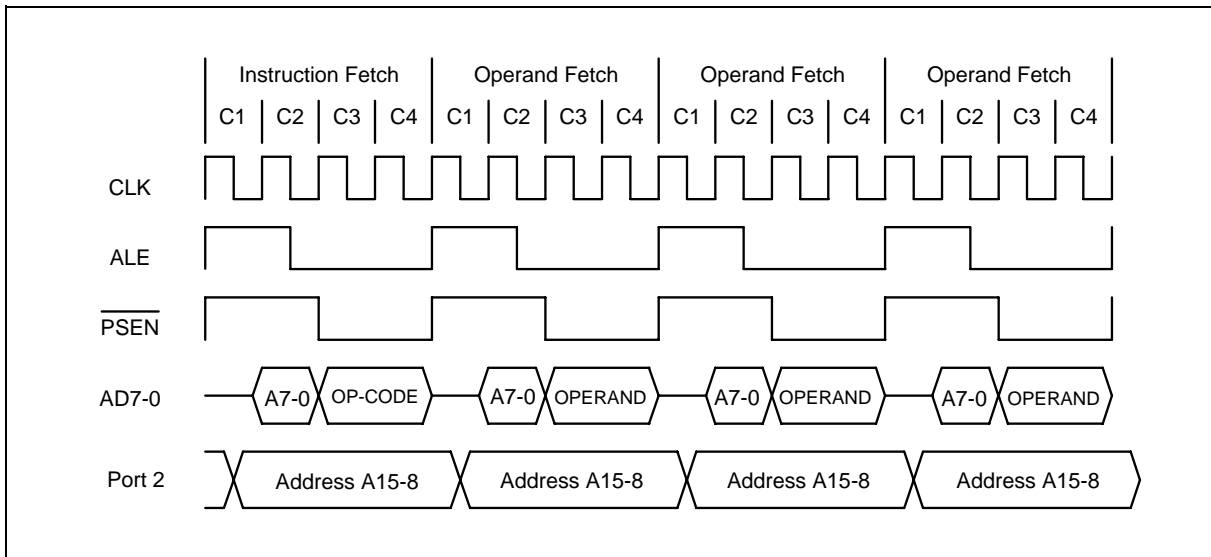 Instruction Fetch Operand Fetch Operand Fetch Operand Fetch
C1 C2 C3 C4 C1 C2 C3 C4 C1 C2 C3 C4 C1 C2 C3 C4
CLK
ALE
PSEN
AD7-0 A7-0 OP-CODE A7-0 OPERAND A7-0 OPERAND A7-0 OPERAND
Port 2 Address A15-8 Address A15-8 Address A15-8 Address A15-8